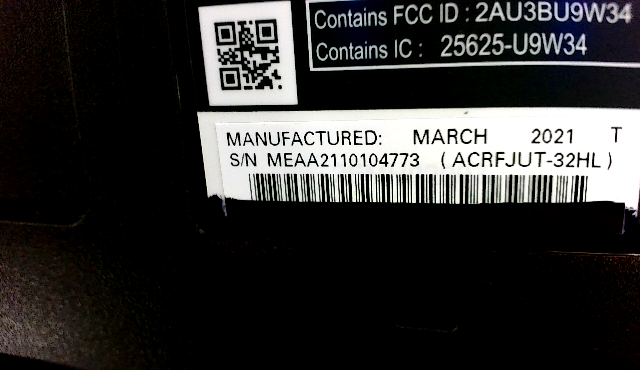 Contains FCC ID : 2AU3BU9W34
Contains IC : 25625-U9W34
MANUFACTURED: MARCH 2021 T
S/N MEAA2110104773 ( ACRFJUT-32HL )